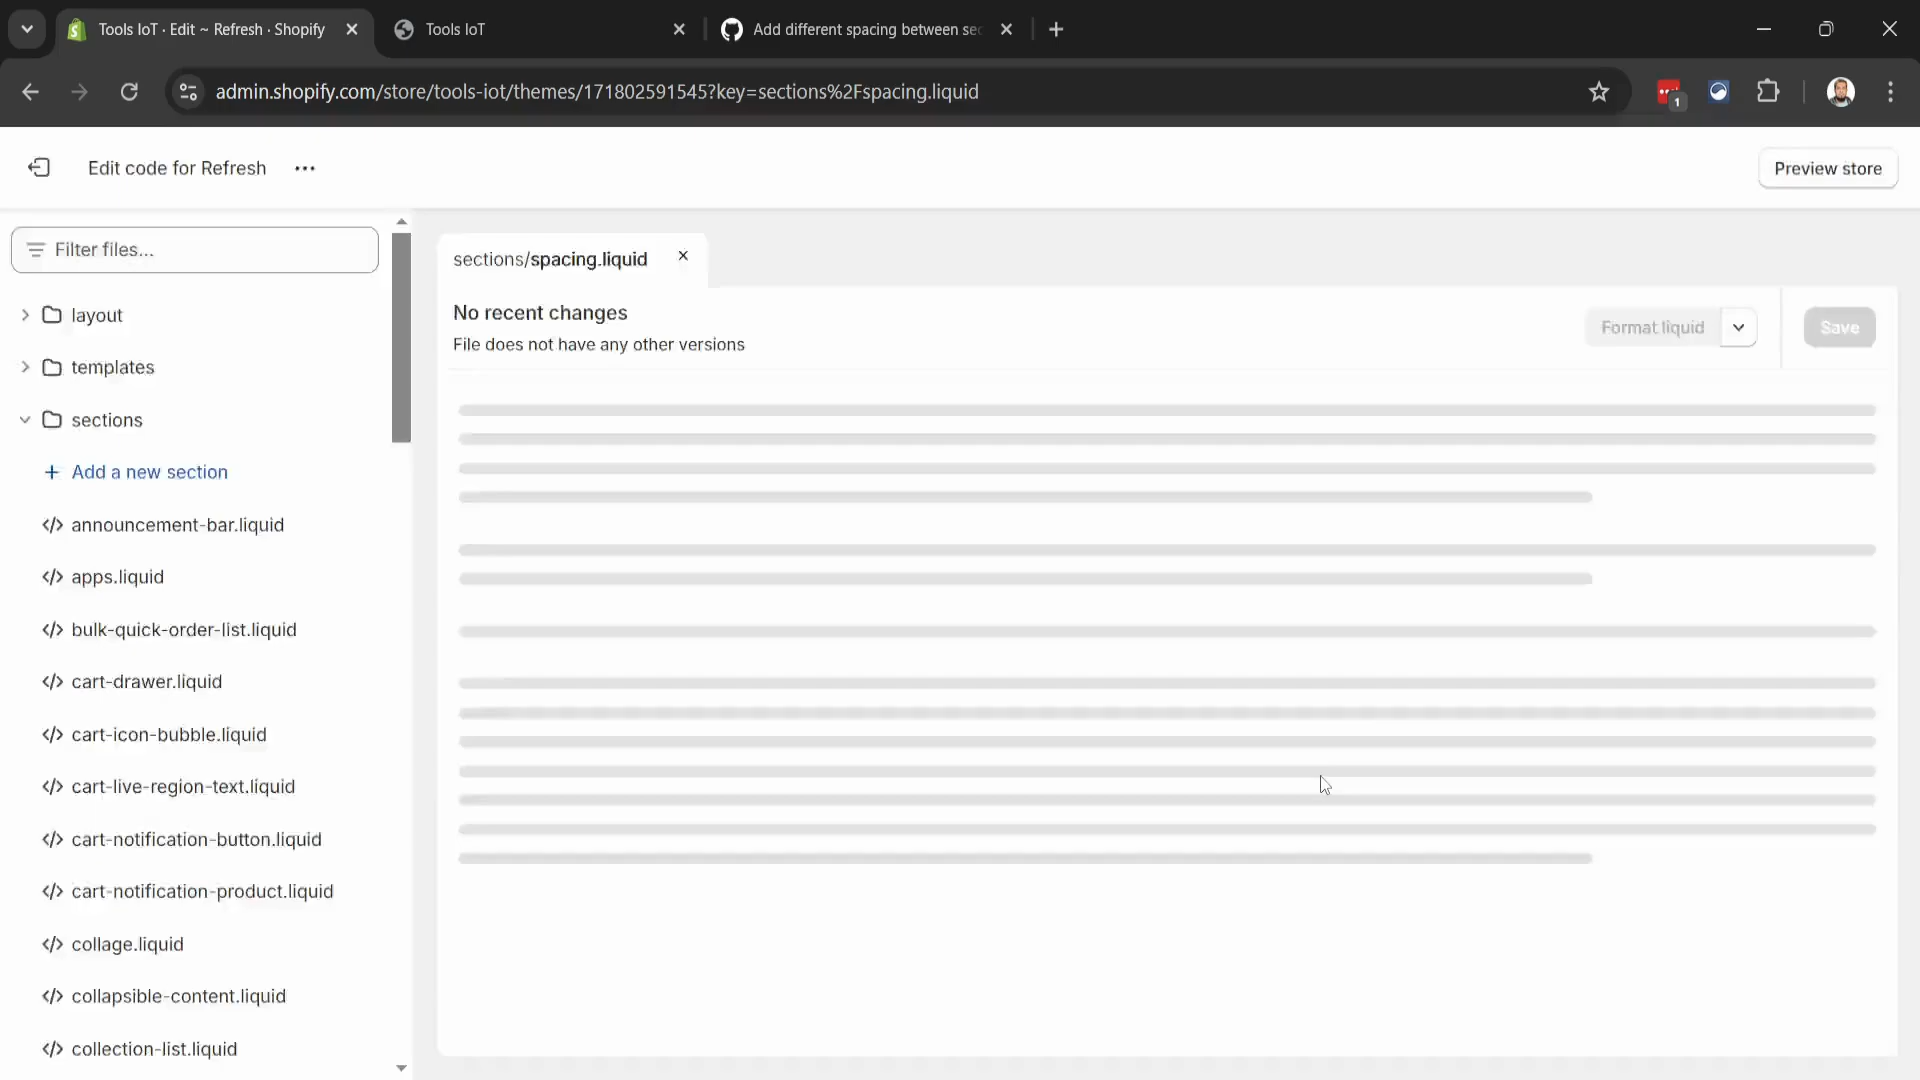 Tools IoT · Edit ~ Refresh · Shopify
Tools IoT
Add different spacing between sec
admin.shopify.com/store/tools-iot/themes/171802591545?key=sections%2Fspacing.liquid
1
Edit code for Refresh
Preview store
Filter files...
sections/spacing.liquid
No recent changes
File does not have any other versions
Format liquid
Save
layout
templates
sections
Add a new section
announcement-bar.liquid
apps.liquid
bulk-quick-order-list.liquid
cart-drawer.liquid
cart-icon-bubble.liquid
cart-live-region-text.liquid
cart-notification-button.liquid
cart-notification-product.liquid
collage.liquid
collapsible-content.liquid
collection-list.liquid